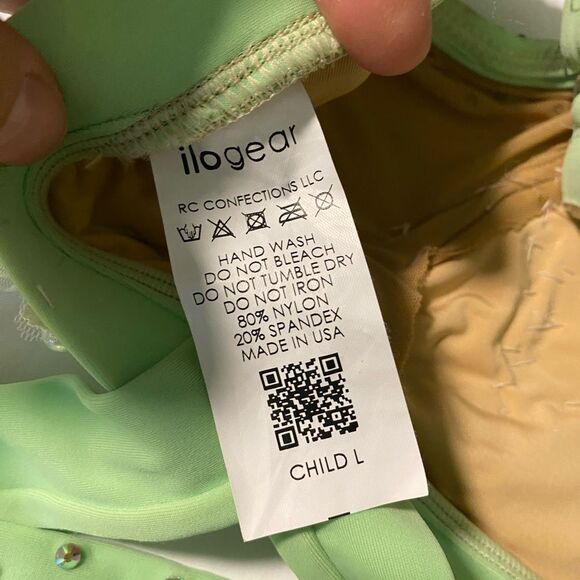 ilogear
RC CONFECTIONS LLC
HAND WASH
DO NOT BLEACH
DO NOT TUMBLE DRY
DO NOT IRON
80% NYLON
20% SPANDEX
MADE IN USA
CHILD L